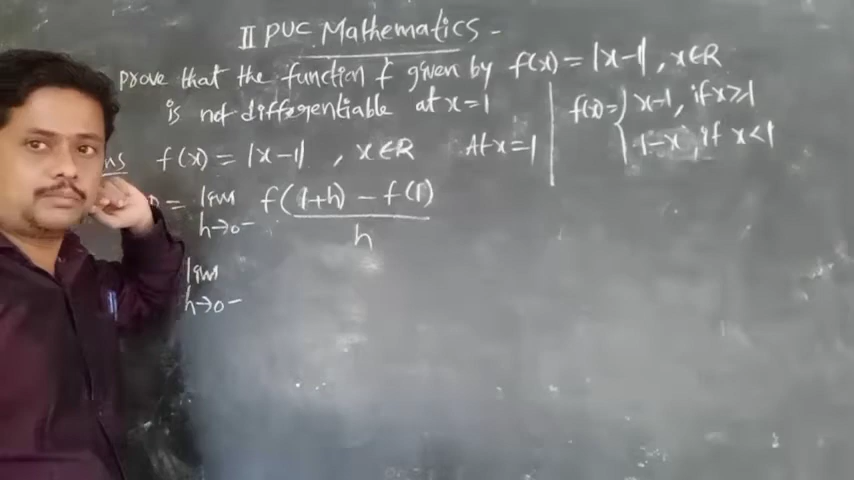 II PUC Mathematics -
prove that the function f given by f(x) = |x-1|, x∈R
is not differentiable at x=1
f(x) = { x-1, if x≥1
1-x, if x<1
Ans f(x) = |x-1| , x∈R At x=1
= lim h→0- f(1+h) - f(1)
h
lim
h→0-